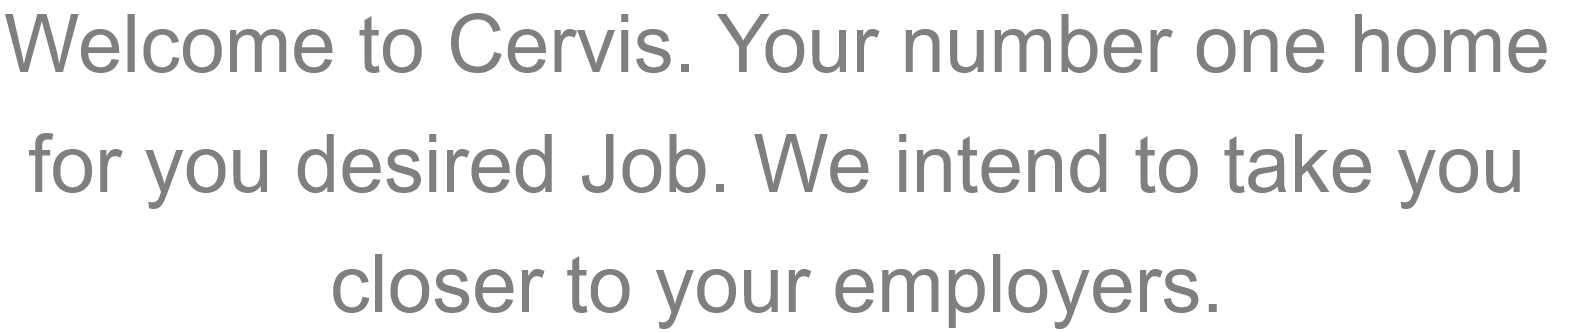 Welcome to Cervis. Your number one home
for you desired Job. We intend to take you
closer to your employers.